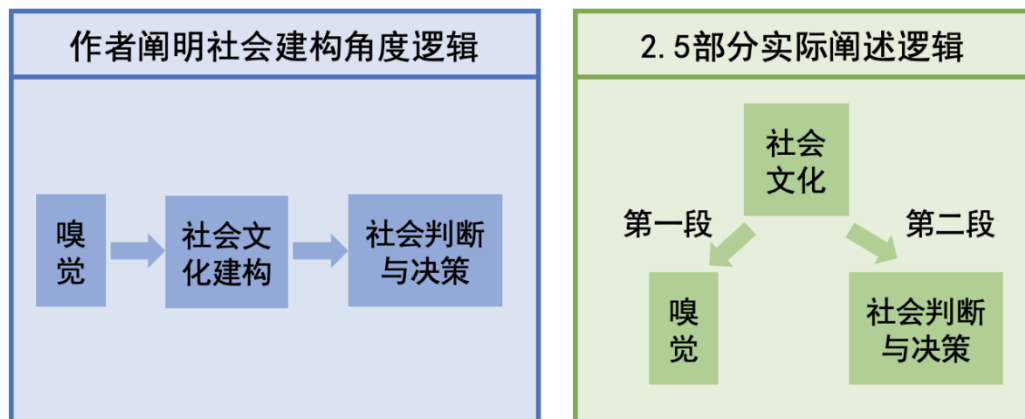 作者阐明社会建构角度逻辑
嗅
觉
社会文
化建构
社会判断
与决策
2.5部分实际阐述逻辑
社会
文化
第一段
第二段
嗅
觉
社会判断
与决策